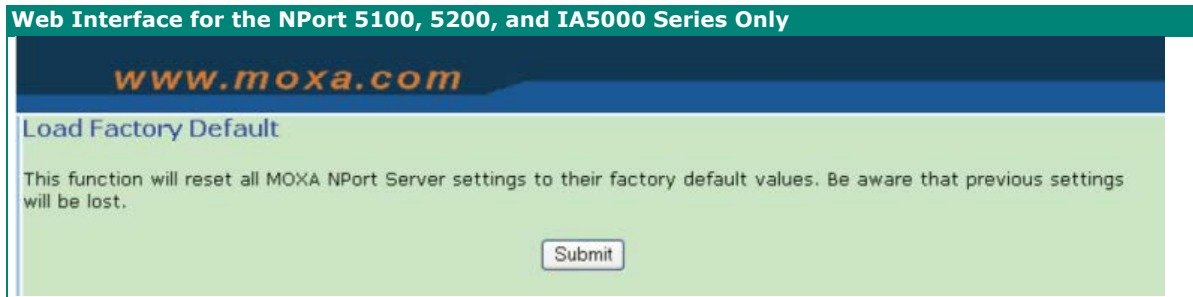 Web Interface for the NPort 5100, 5200, and IA5000 Series Only
www.moxa.com
Load Factory Default
This function will reset all MOXA NPort Server settings to their factory default values. Be aware that previous settings
will be lost.
Submit